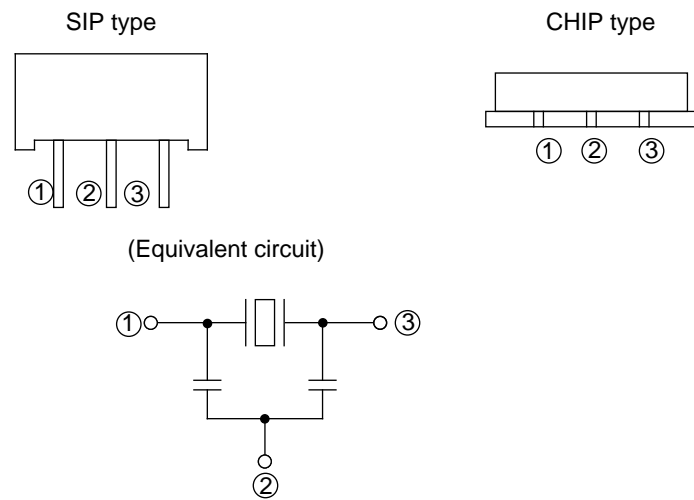 SIP type
CHIP type
① ② ③
① ② ③
(Equivalent circuit)
① ③
②